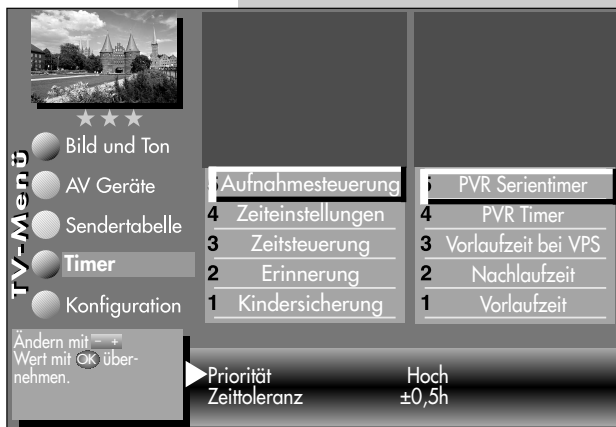 TV-Menü
Bild und Ton
AV Geräte
Sendertabelle
Timer
Konfiguration
Ändern mit - +
Wert mit OK über-
nehmen.
5 Aufnahmesteuerung
4 Zeiteinstellungen
3 Zeitsteuerung
2 Erinnerung
1 Kindersicherung
5 PVR Serientimer
4 PVR Timer
3 Vorlaufzeit bei VPS
2 Nachlaufzeit
1 Vorlaufzeit
Priorität Hoch
Zeittoleranz ±0,5h